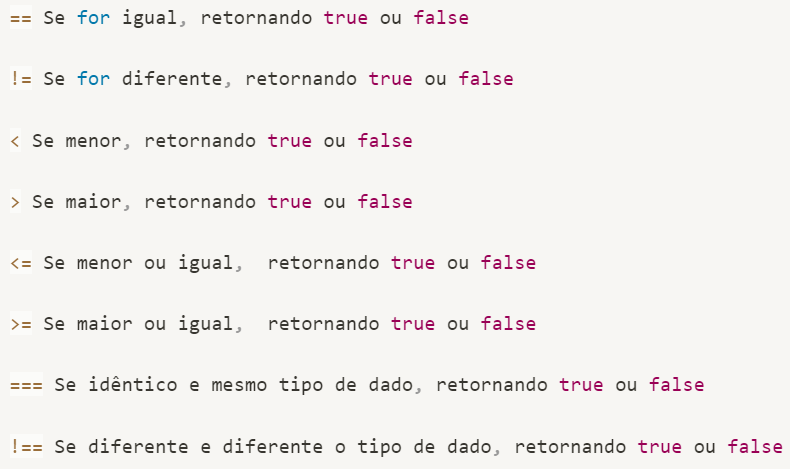 == Se for igual, retornando true ou false
!= Se for diferente, retornando true ou false
< Se menor, retornando true ou false
> Se maior, retornando true ou false
<= Se menor ou igual,  retornando true ou false
>= Se maior ou igual,  retornando true ou false
=== Se idêntico e mesmo tipo de dado, retornando true ou false
!== Se diferente e diferente o tipo de dado, retornando true ou false